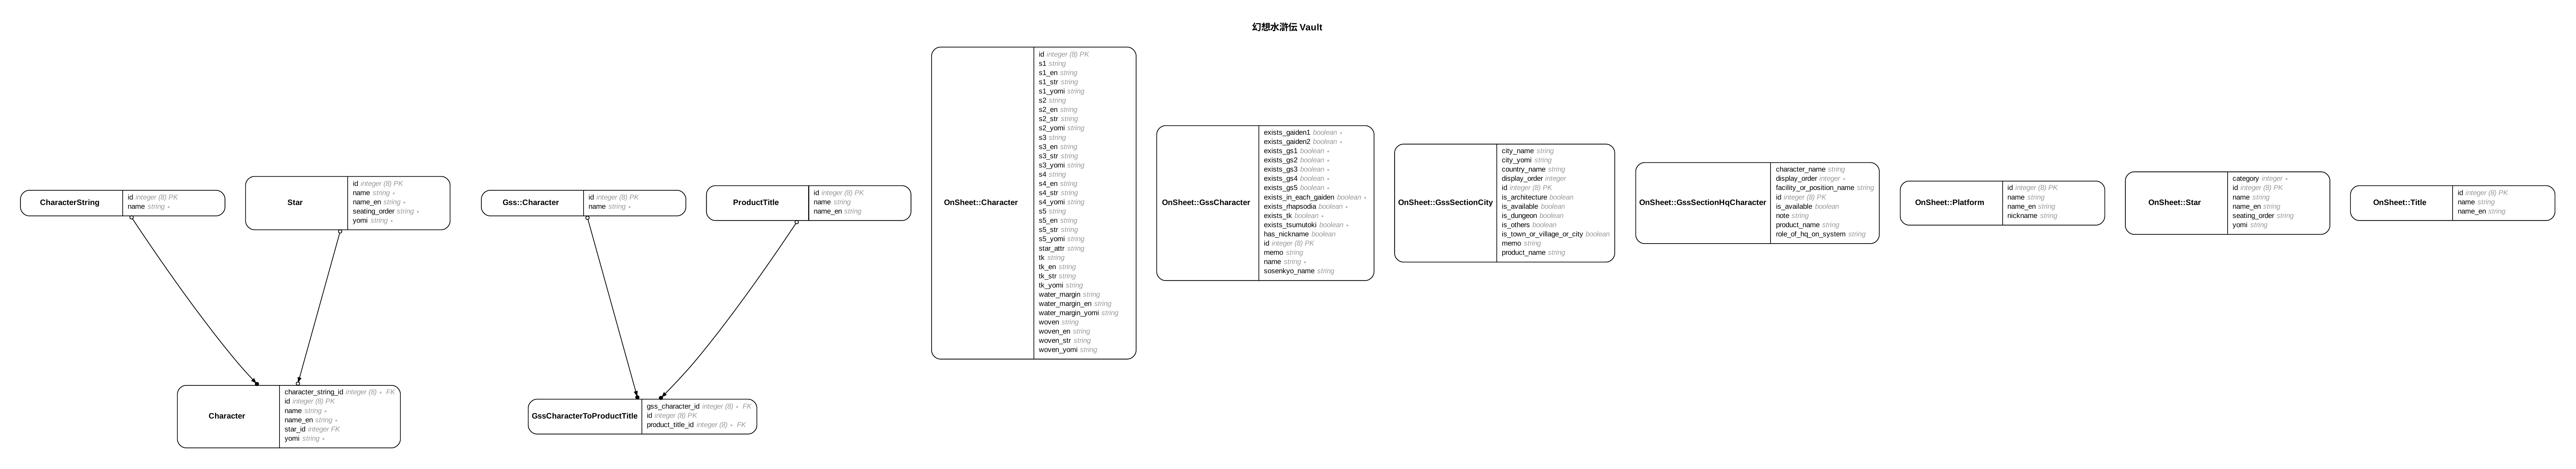 幻想水滸伝 Vault
CharacterString
id integer (8) PK
name string ∗
Star
id integer (8) PK
name string ∗
name_en string ∗
seating_order string ∗
yomi string ∗
Gss::Character
id integer (8) PK
name string ∗
ProductTitle
id integer (8) PK
name string
name_en string
OnSheet::Character
id integer (8) PK
s1 string
s1_en string
s1_str string
s1_yomi string
s2 string
s2_en string
s2_str string
s2_yomi string
s3 string
s3_en string
s3_str string
s3_yomi string
s4 string
s4_en string
s4_str string
s4_yomi string
s5 string
s5_en string
s5_str string
s5_yomi string
star_attr string
tk string
tk_en string
tk_str string
tk_yomi string
water_margin string
water_margin_en string
water_margin_yomi string
woven string
woven_en string
woven_str string
woven_yomi string
OnSheet::GssCharacter
exists_gaiden1 boolean ∗
exists_gaiden2 boolean ∗
exists_gs1 boolean ∗
exists_gs2 boolean ∗
exists_gs3 boolean ∗
exists_gs4 boolean ∗
exists_gs5 boolean ∗
exists_in_each_gaiden boolean ∗
exists_rhapsodia boolean ∗
exists_tk boolean ∗
exists_tsumutoki boolean ∗
has_nickname boolean
id integer (8) PK
memo string
name string ∗
sosenkyo_name string
OnSheet::GssSectionCity
city_name string
city_yomi string
country_name string
display_order integer
id integer (8) PK
is_architecture boolean
is_available boolean
is_dungeon boolean
is_others boolean
is_town_or_village_or_city boolean
memo string
product_name string
OnSheet::GssSectionHqCharacter
character_name string
display_order integer ∗
facility_or_position_name string
id integer (8) PK
is_available boolean
note string
product_name string
role_of_hq_on_system string
OnSheet::Platform
id integer (8) PK
name string
name_en string
nickname string
OnSheet::Star
category integer ∗
id integer (8) PK
name string
name_en string
seating_order string
yomi string
OnSheet::Title
id integer (8) PK
name string
name_en string
Character
character_string_id integer (8) ∗ FK
id integer (8) PK
name string ∗
name_en string ∗
star_id integer FK
yomi string ∗
GssCharacterToProductTitle
gss_character_id integer (8) ∗ FK
id integer (8) PK
product_title_id integer (8) ∗ FK